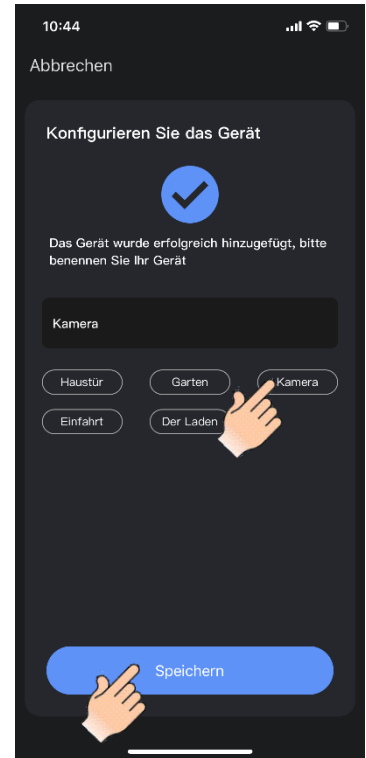 10:44
Abbrechen
Konfigurieren Sie das Gerät
Das Gerät wurde erfolgreich hinzugefügt, bitte
benennen Sie Ihr Gerät
Kamera
Haustür Garten Kamera
Einfahrt Der Laden
Speichern